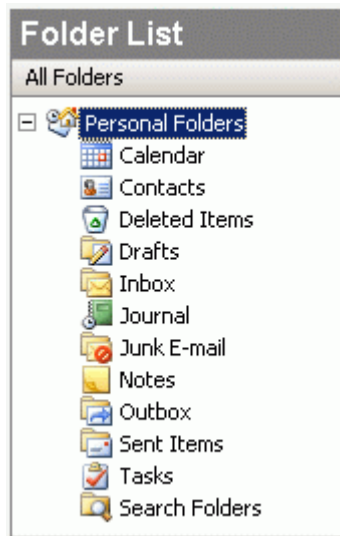 Folder List
All Folders
Personal Folders
Calendar
Contacts
Deleted Items
Drafts
Inbox
Journal
Junk E-mail
Notes
Outbox
Sent Items
Tasks
Search Folders